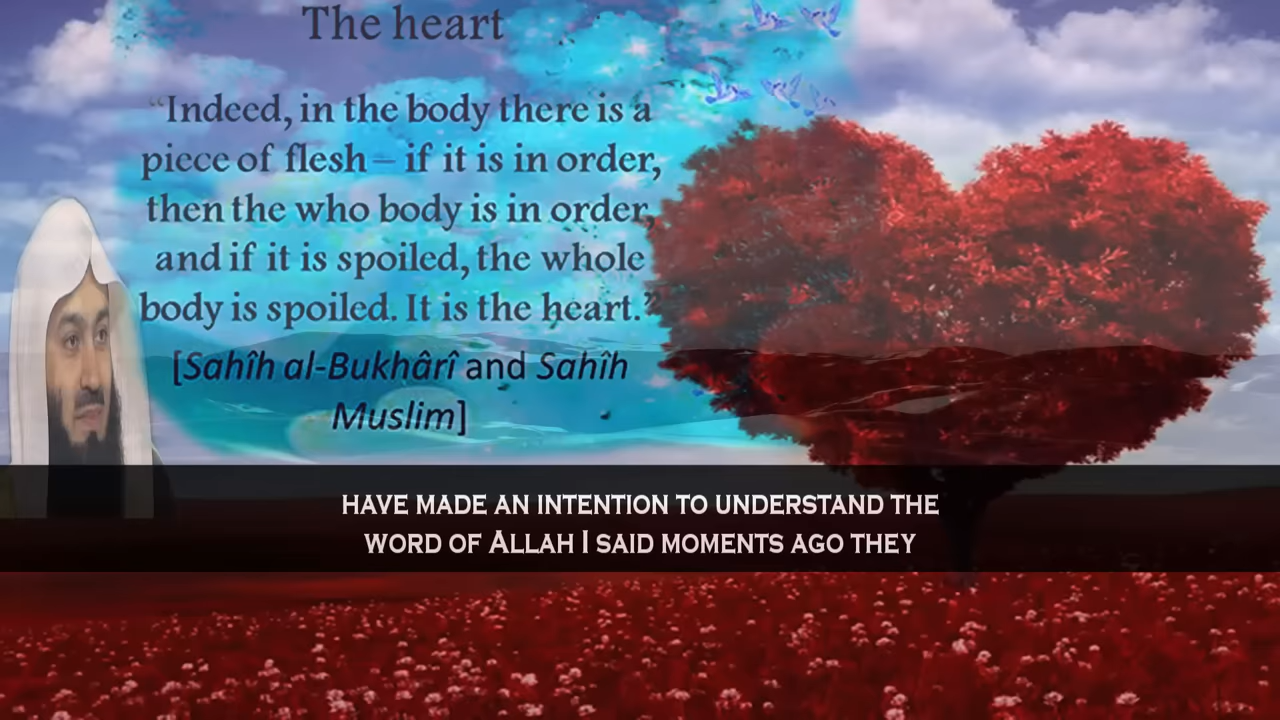 The heart
“Indeed, in the body there is a
piece of flesh – if it is in order,
then the who body is in order,
and if it is spoiled, the whole
body is spoiled. It is the heart.”
[Sahîh al-Bukhârî and Sahîh
Muslim]
HAVE MADE AN INTENTION TO UNDERSTAND THE
WORD OF ALLAH I SAID MOMENTS AGO THEY